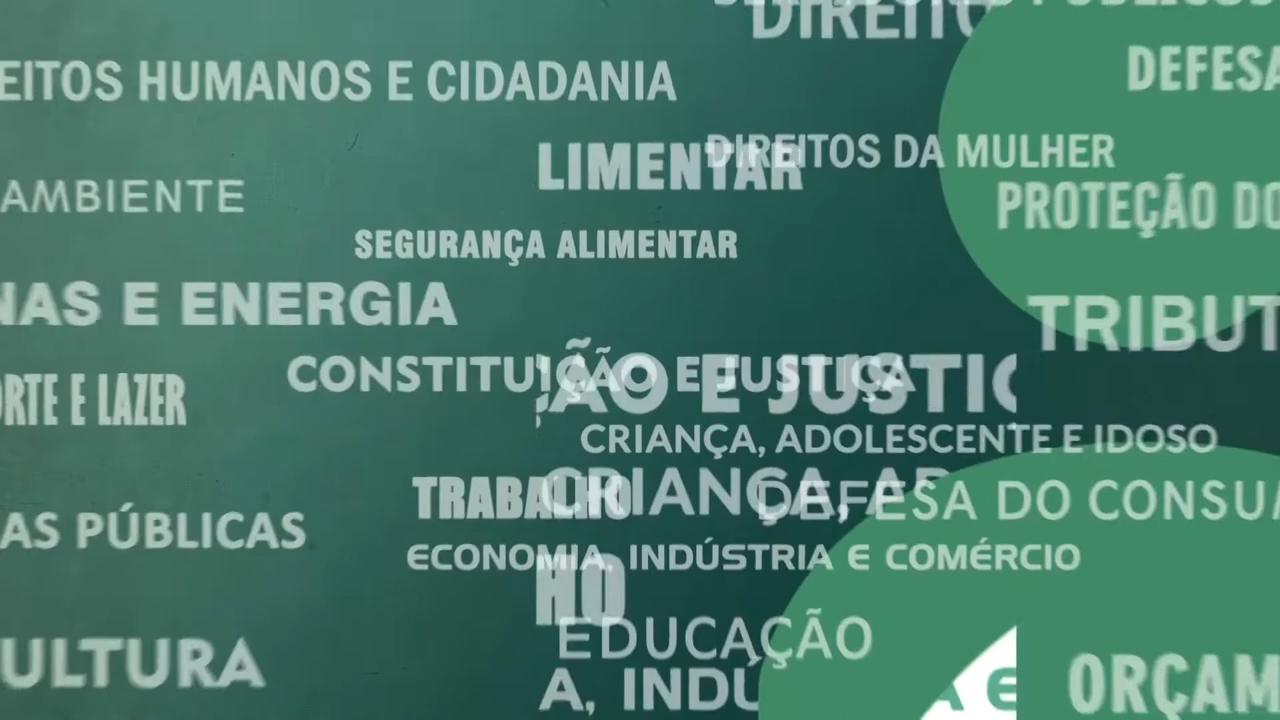 DIREITO
EITOS HUMANOS E CIDADANIA
DEFESA
DIREITOS DA MULHER
LIMENTAR
AMBIENTE
PROTEÇÃO DO
SEGURANÇA ALIMENTAR
NAS E ENERGIA
TRIBUT
CONSTITUIÇÃO E JUSTIÇA
ÃO E JUSTIÇ
ORTE E LAZER
CRIANÇA, ADOLESCENTE E IDOSO
TRABALHO
CRIANÇA, AD
DEFESA DO CONSU
AS PÚBLICAS
ECONOMIA, INDÚSTRIA E COMÉRCIO
HO
EDUCAÇÃO
ULTURA
A, INDÚ
A E
ORÇAM